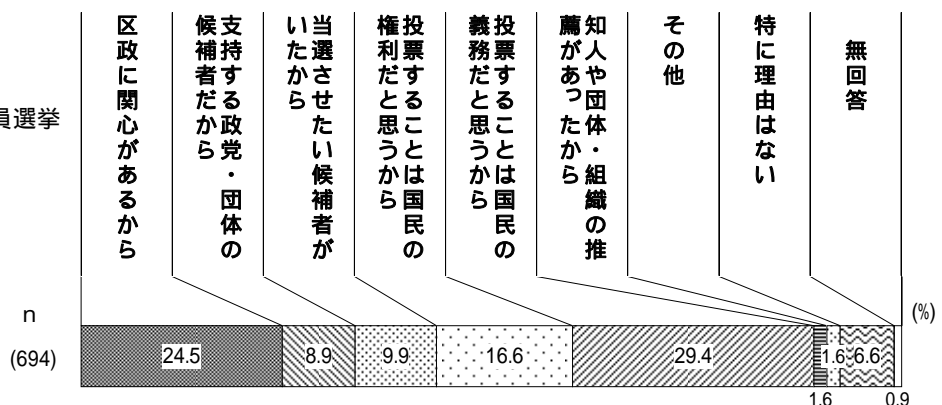 区政に関心があるから
支持する政党・団体の
候補者だから
当選させたい候補者が
いたから
投票することは国民の
権利だと思うから
投票することは国民の
義務だと思うから
知人や団体・組織の推
薦があったから
その他
特に理由はない
無回答
員選挙
n
(%)
(694)
24.5
8.9
9.9
16.6
29.4
1.6
6.6
1.6
0.9